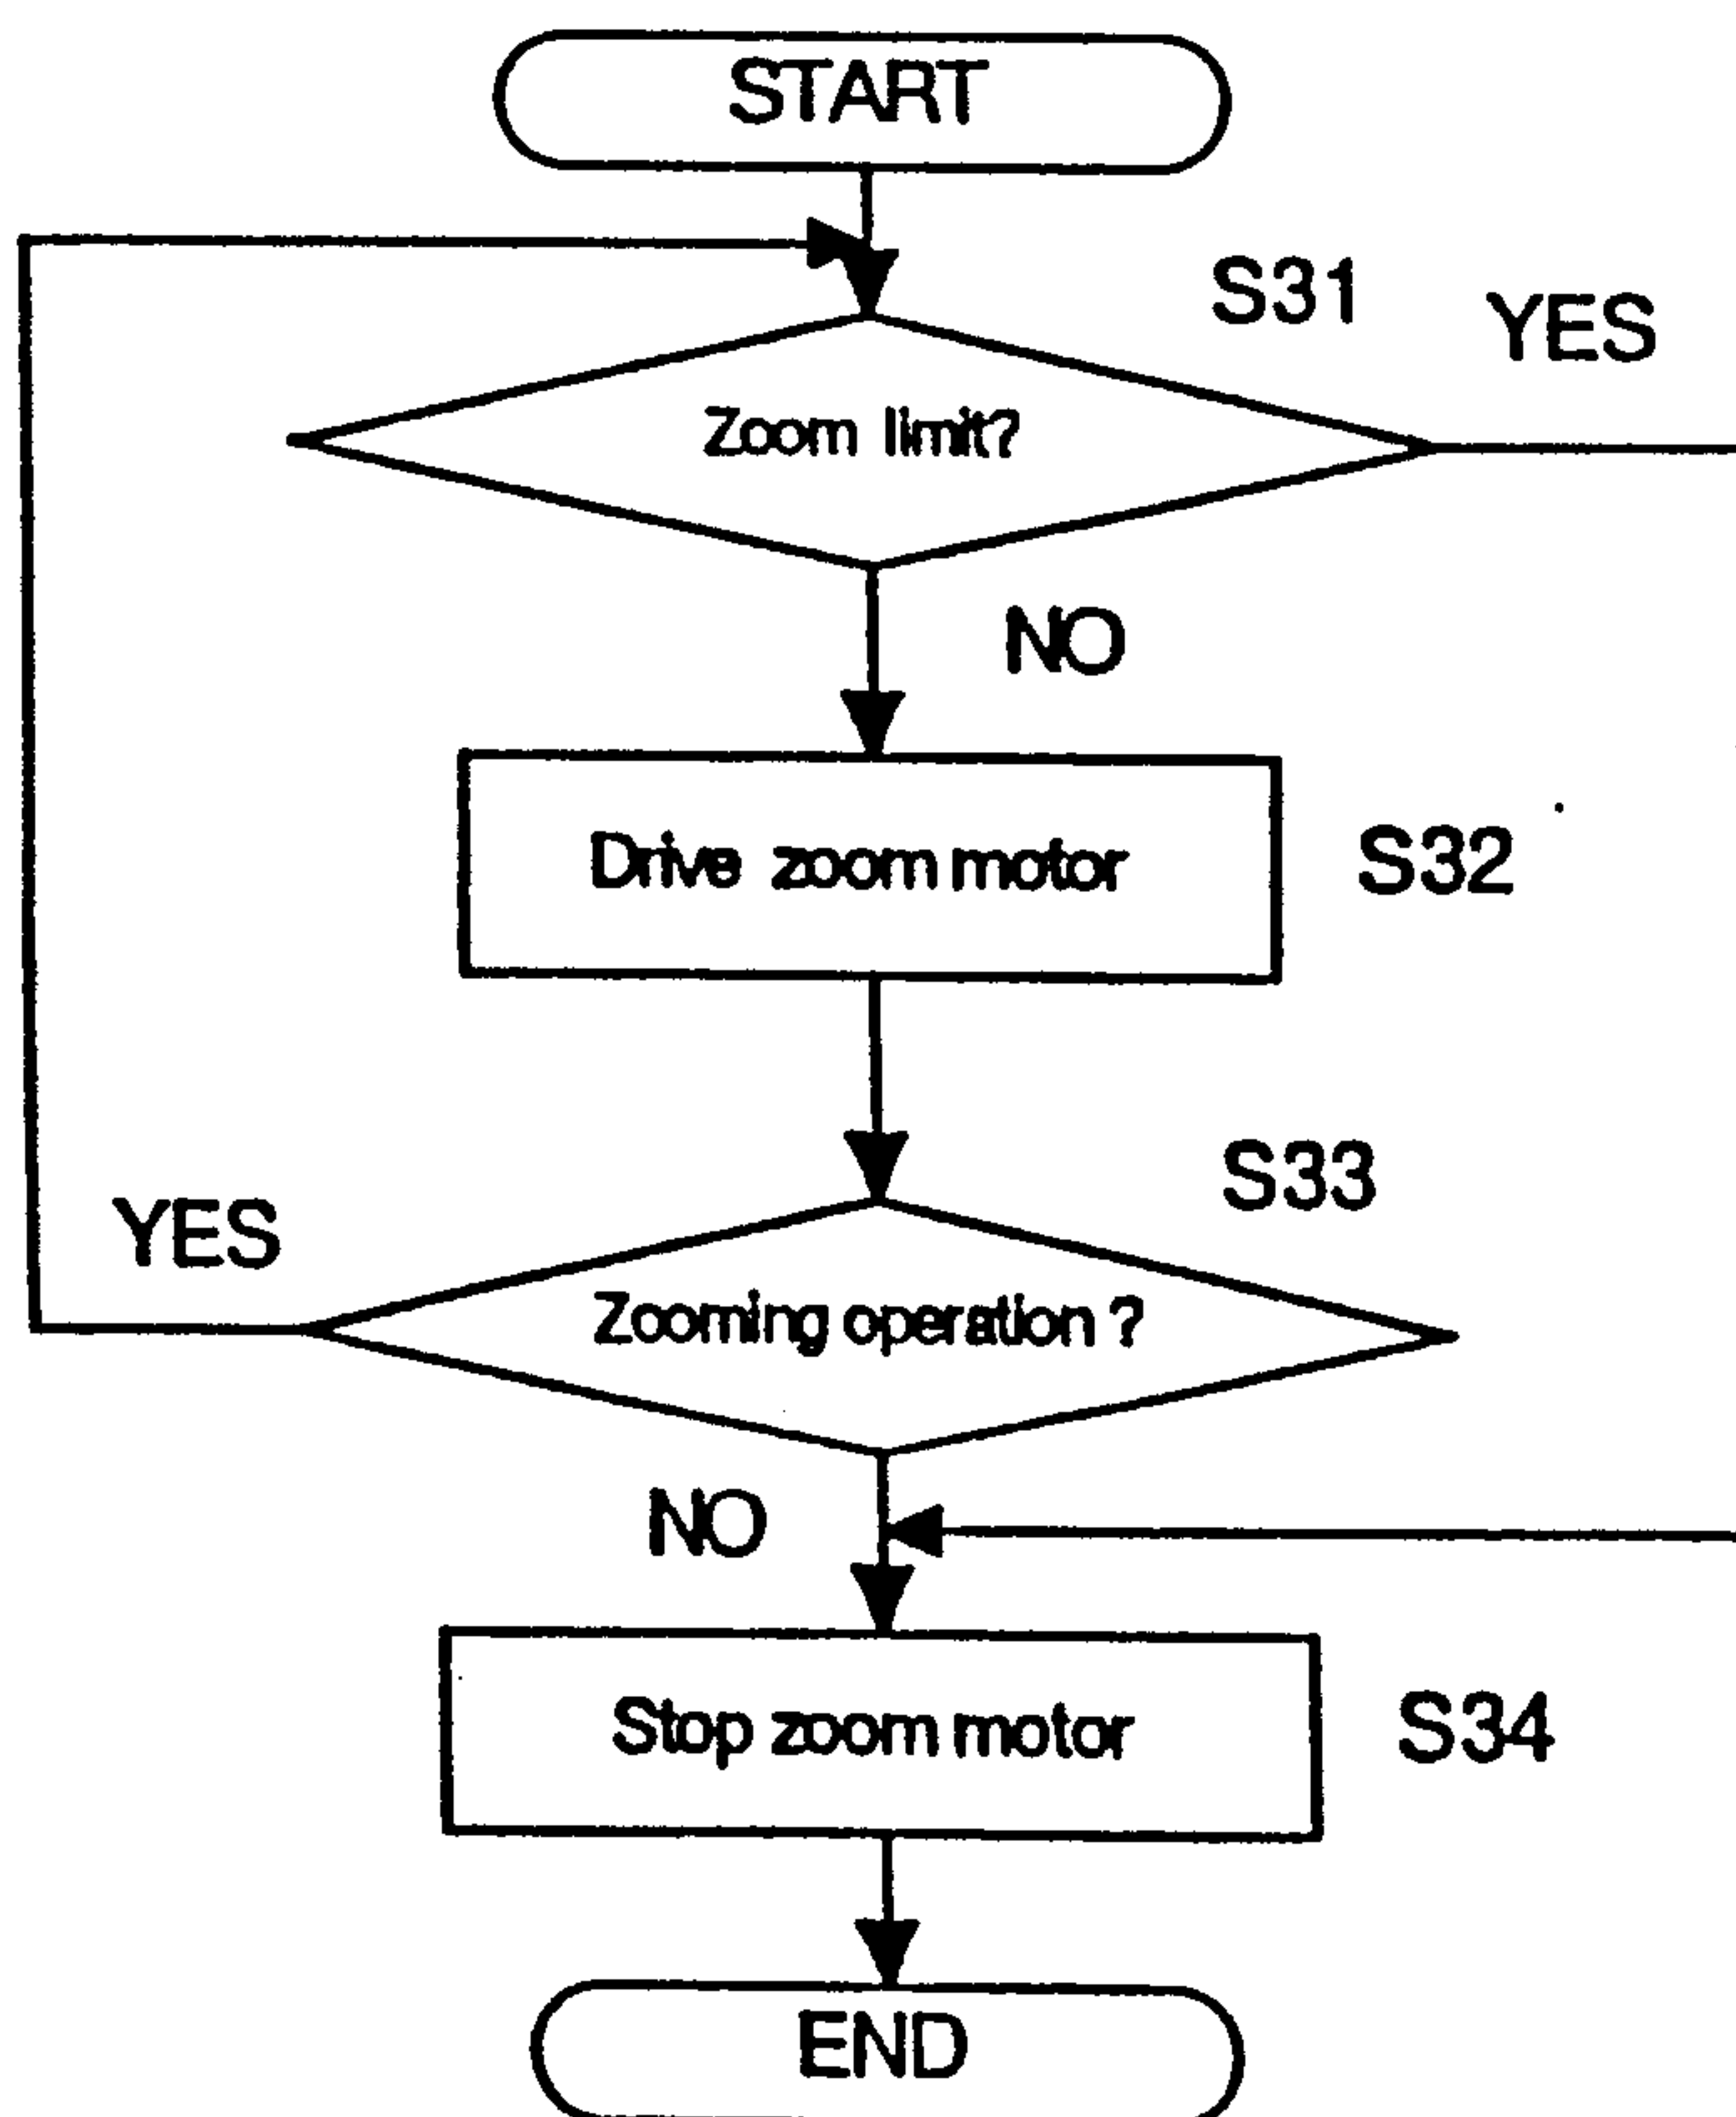 START
S31
YES
Zoom limit?
NO
Drive zoom motor
S32
S33
YES
Zooming operation ?
NO
Stop zoom motor
S34
END